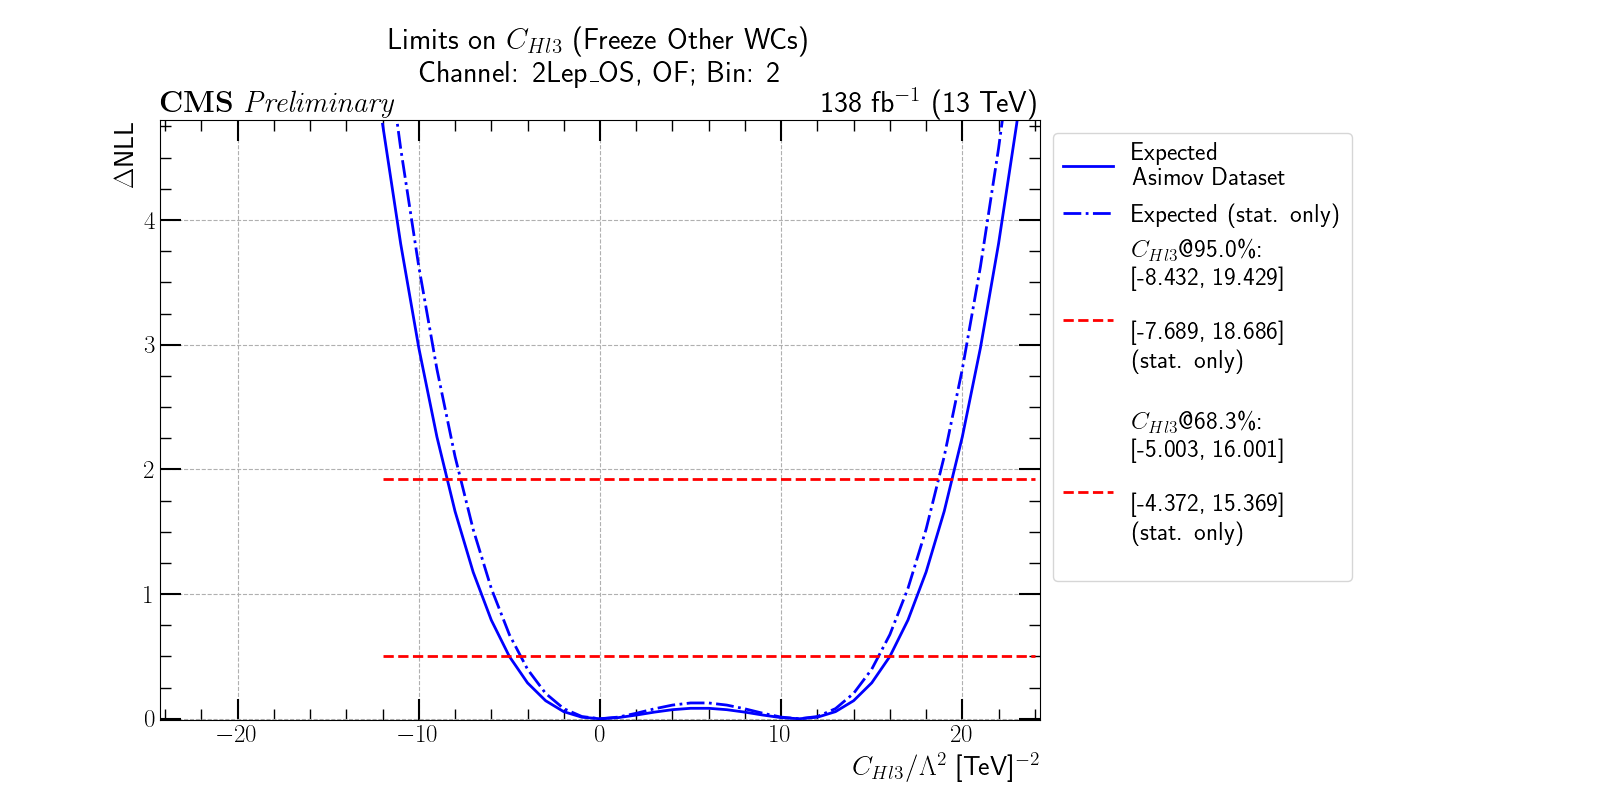 Limits on C_{Hl3} (Freeze Other WCs)
Channel: 2Lep_OS, OF; Bin: 2
CMS Preliminary
138 fb^{-1} (13 TeV)
ΔNLL
4
3
2
1
0
−20
−10
0
10
20
C_{Hl3}/Λ^2 [TeV]^{-2}
Expected
Asimov Dataset
Expected (stat. only)
C_{Hl3}@95.0%:
[-8.432, 19.429]
[-7.689, 18.686]
(stat. only)
C_{Hl3}@68.3%:
[-5.003, 16.001]
[-4.372, 15.369]
(stat. only)